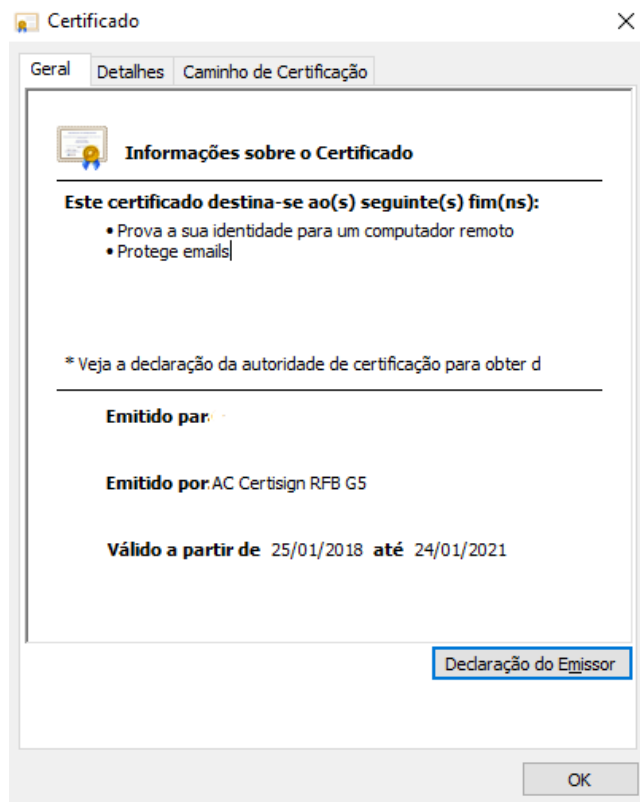 Certificado
Geral Detalhes Caminho de Certificação
Informações sobre o Certificado
Este certificado destina-se ao(s) seguinte(s) fim(ns):
• Prova a sua identidade para um computador remoto
• Protege emails
* Veja a declaração da autoridade de certificação para obter d
Emitido par
Emitido por AC Certisign RFB G5
Válido a partir de 25/01/2018 até 24/01/2021
Declaração do Emissor
OK